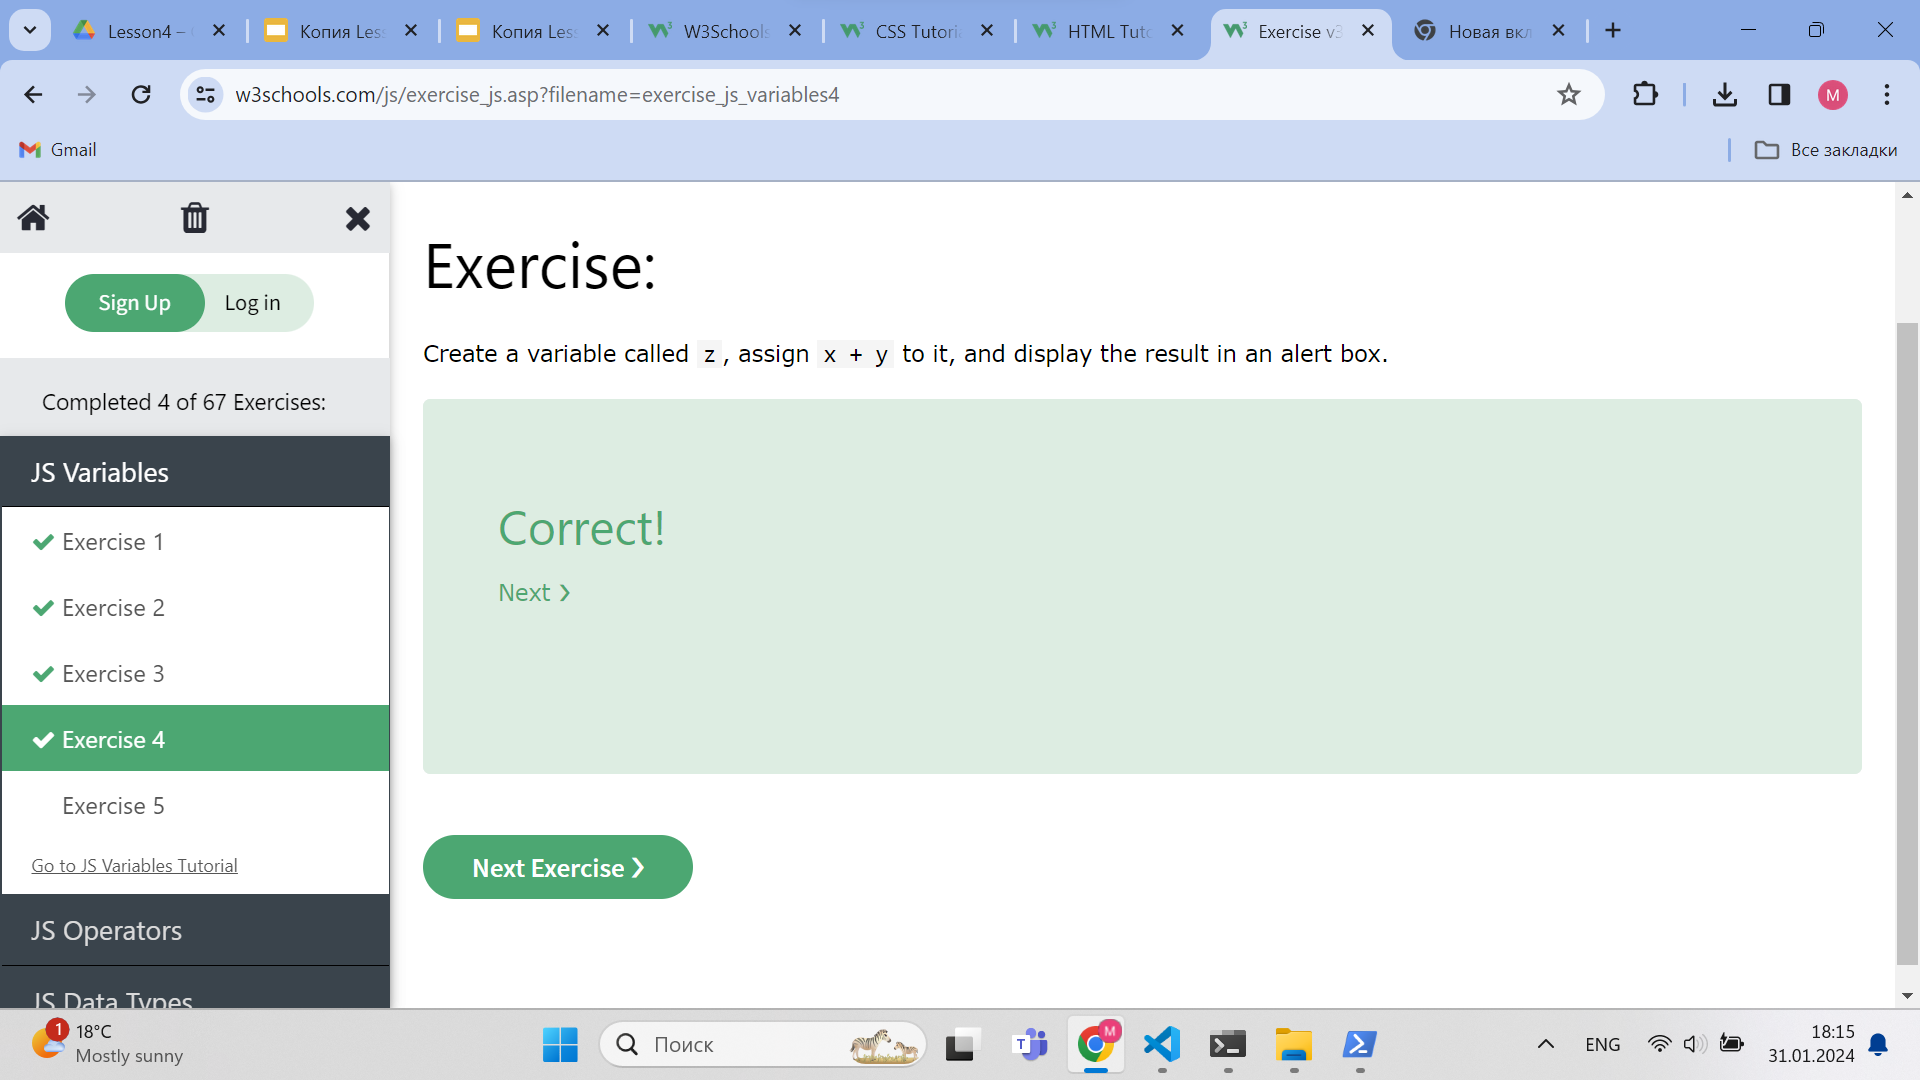 Lesson4 –
Копия Les
Копия Les
W3Schools
CSS Tutori
HTML Tuto
Exercise v3
Новая вкл
w3schools.com/js/exercise_js.asp?filename=exercise_js_variables4
M
Gmail
Все закладки
Sign Up
Log in
Completed 4 of 67 Exercises:
JS Variables
Exercise 1
Exercise 2
Exercise 3
Exercise 4
Exercise 5
Go to JS Variables Tutorial
JS Operators
JS Data Types
Exercise:
Create a variable called z, assign x + y to it, and display the result in an alert box.
Correct!
Next ❯
Next Exercise ❯
1
18°C
Mostly sunny
Поиск
T
M
ENG
18:15
31.01.2024